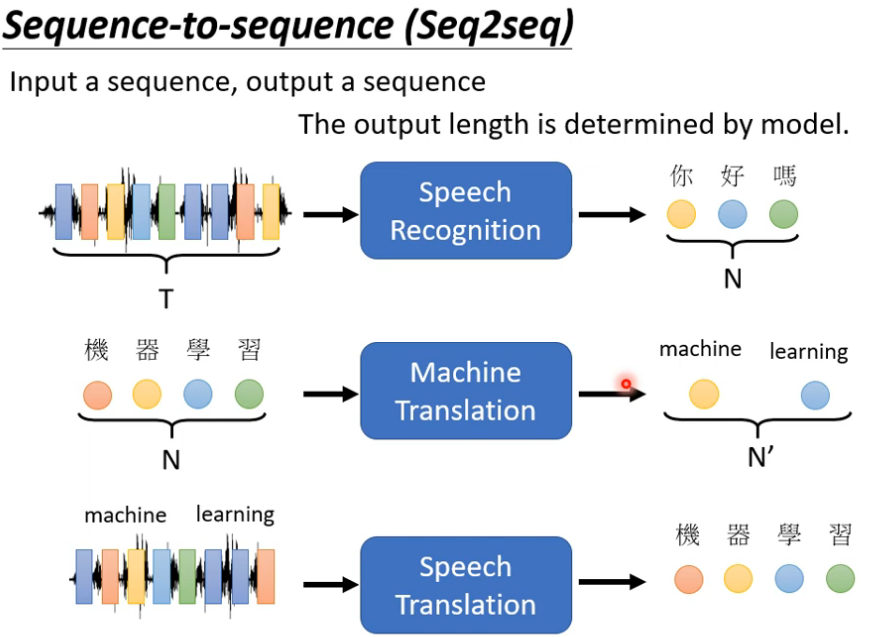 Sequence-to-sequence (Seq2seq)
Input a sequence, output a sequence
The output length is determined by model.
Speech
Recognition
你 好 嗎
T
N
機 器 學 習
Machine
Translation
machine learning
N
N’
machine learning
Speech
Translation
機 器 學 習